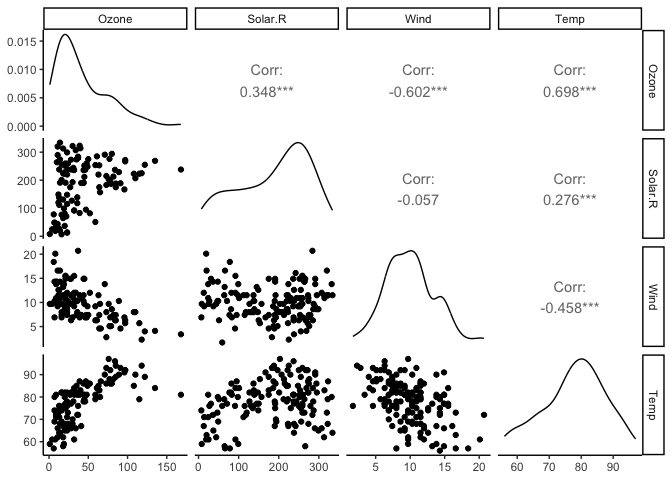 Ozone
Solar.R
Wind
Temp
0.015
0.010
0.005
0.000
Corr:
0.348***
Corr:
-0.602***
Corr:
0.698***
Ozone
300
200
100
0
Corr:
-0.057
Corr:
0.276***
Solar.R
20
15
10
5
Corr:
-0.458***
Wind
90
80
70
60
Temp
0 50 100 150
0 100 200 300
5 10 15 20
60 70 80 90